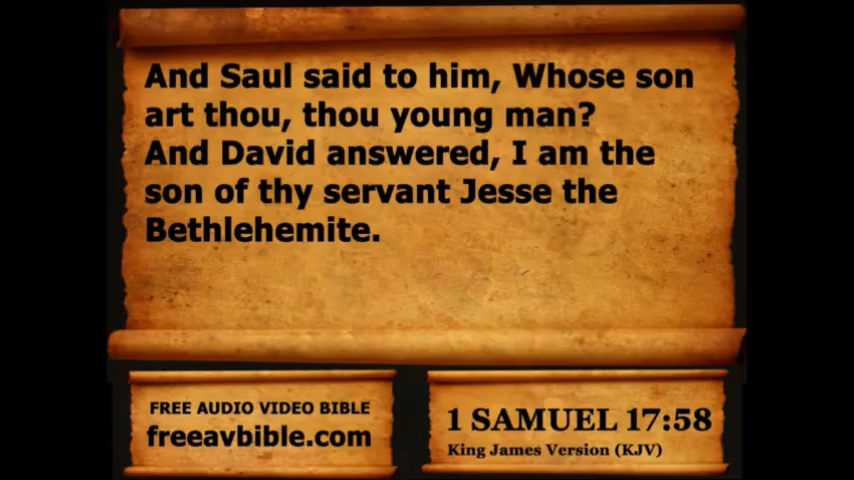 And Saul said to him, Whose son
art thou, thou young man?
And David answered, I am the
son of thy servant Jesse the
Bethlehemite.
FREE AUDIO VIDEO BIBLE
freeavbible.com
1 SAMUEL 17:58
King James Version (KJV)